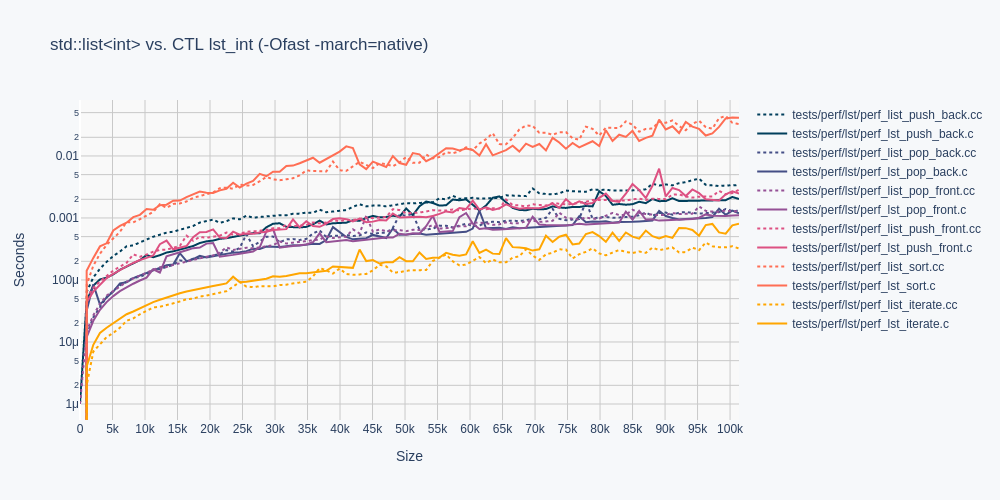 std::list<int> vs. CTL lst_int (-Ofast -march=native)
Seconds
5
2
0.01
5
2
0.001
5
2
100μ
5
2
10μ
5
2
1μ
0 5k 10k 15k 20k 25k 30k 35k 40k 45k 50k 55k 60k 65k 70k 75k 80k 85k 90k 95k 100k
Size
tests/perf/lst/perf_list_push_back.cc
tests/perf/lst/perf_lst_push_back.c
tests/perf/lst/perf_list_pop_back.cc
tests/perf/lst/perf_lst_pop_back.c
tests/perf/lst/perf_list_pop_front.cc
tests/perf/lst/perf_lst_pop_front.c
tests/perf/lst/perf_list_push_front.cc
tests/perf/lst/perf_lst_push_front.c
tests/perf/lst/perf_list_sort.cc
tests/perf/lst/perf_lst_sort.c
tests/perf/lst/perf_list_iterate.cc
tests/perf/lst/perf_lst_iterate.c